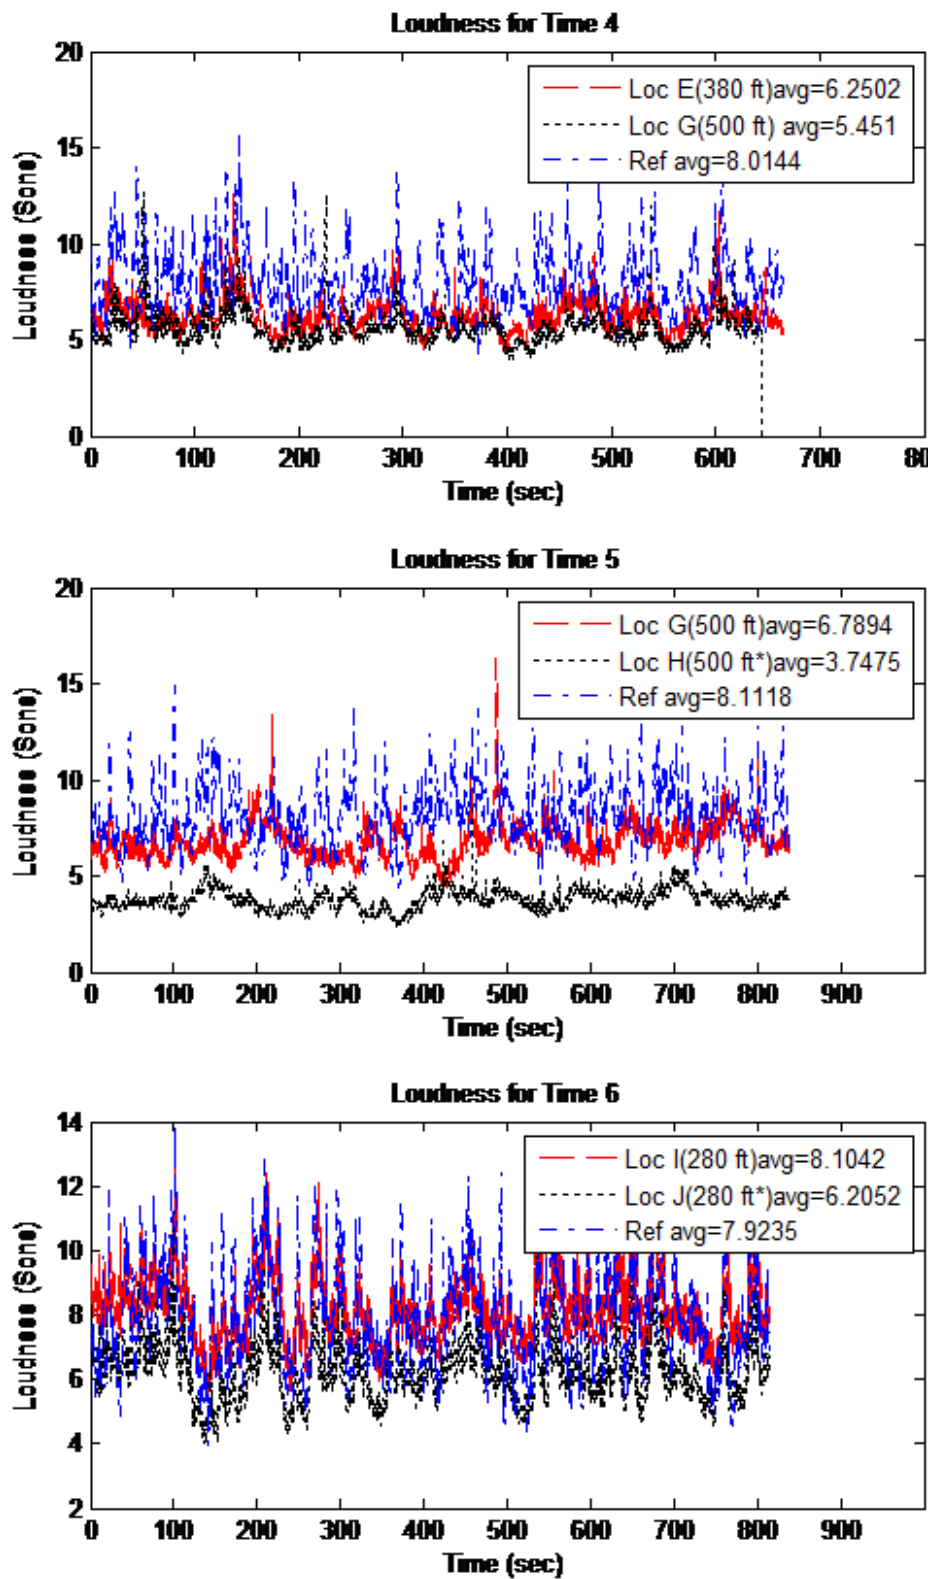 Loudness for Time 4
20
15
10
5
0
Loudness (Sone)
Loc E(380 ft)avg=6.2502
Loc G(500 ft) avg=5.451
Ref avg=8.0144
0 100 200 300 400 500 600 700 80
Time (sec)
Loudness for Time 5
20
15
10
5
0
Loudness (Sone)
Loc G(500 ft)avg=6.7894
Loc H(500 ft*)avg=3.7475
Ref avg=8.1118
0 100 200 300 400 500 600 700 800 900
Time (sec)
Loudness for Time 6
14
12
10
8
6
4
2
Loudness (Sone)
Loc I(280 ft)avg=8.1042
Loc J(280 ft*)avg=6.2052
Ref avg=7.9235
0 100 200 300 400 500 600 700 800 900
Time (sec)